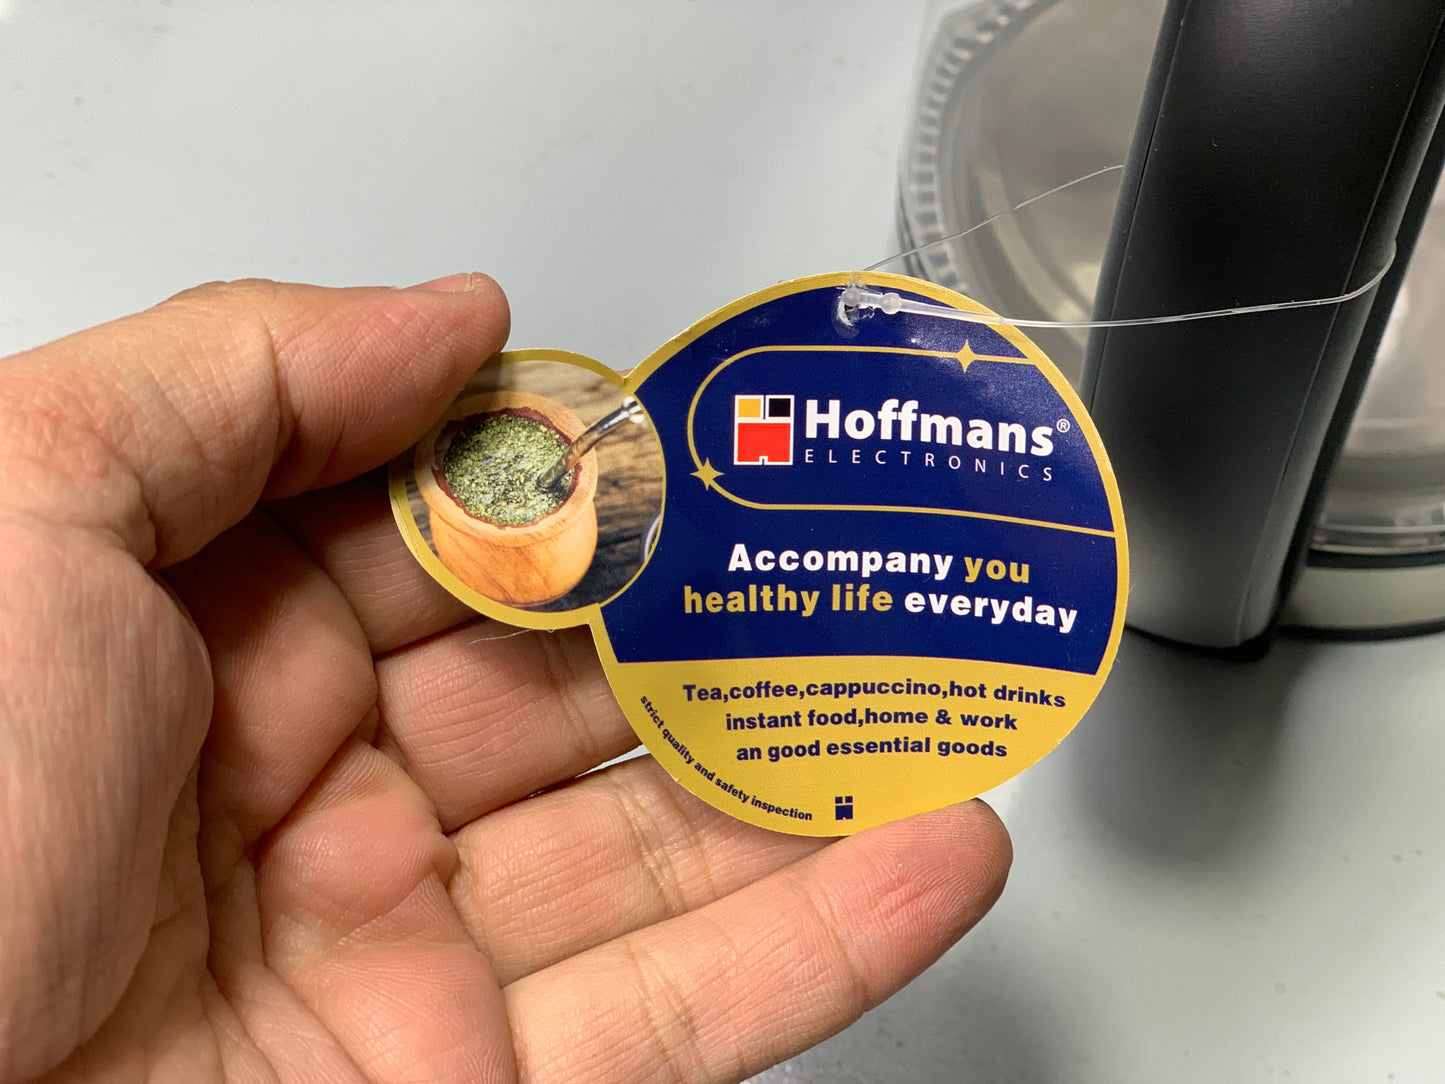 Hoffmans®
ELECTRONICS
Accompany you
healthy life everyday
Tea,coffee,cappuccino,hot drinks
instant food,home & work
an good essential goods
strict quality and safety inspection